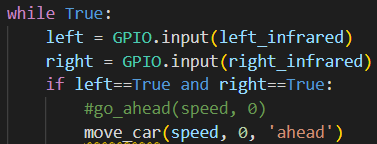 while True:
    left = GPIO.input(left_infrared)
    right = GPIO.input(right_infrared)
    if left==True and right==True:
        #go_ahead(speed, 0)
        move_car(speed, 0, 'ahead')